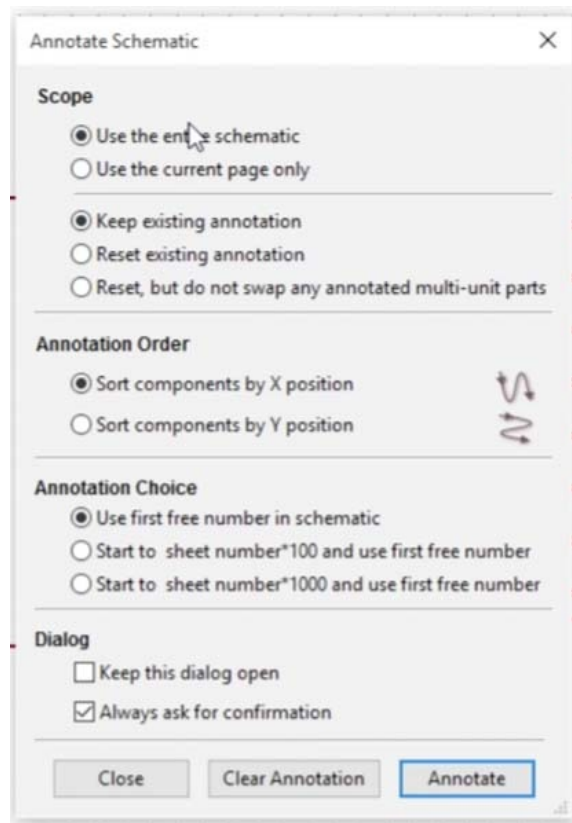 Annotate Schematic
Scope
Use the entire schematic
Use the current page only
Keep existing annotation
Reset existing annotation
Reset, but do not swap any annotated multi-unit parts
Annotation Order
Sort components by X position
Sort components by Y position
Annotation Choice
Use first free number in schematic
Start to sheet number*100 and use first free number
Start to sheet number*1000 and use first free number
Dialog
Keep this dialog open
Always ask for confirmation
Close Clear Annotation Annotate